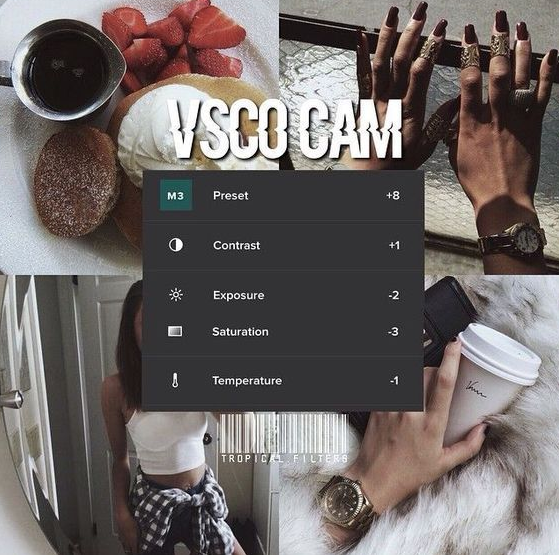 VSCO CAM
M3 Preset +8
Contrast +1
Exposure -2
Saturation -3
Temperature -1
TROPICAL FILTERS